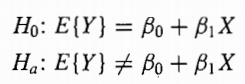 H₀: E{Y} = β₀ + β₁X
Hₐ: E{Y} ≠ β₀ + β₁X